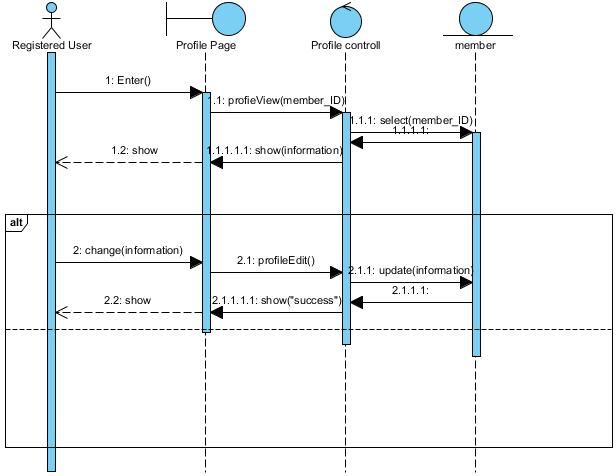 Registered User
Profile Page
Profile controll
member
1: Enter()
1.1: profieView(member_ID)
1.1.1: select(member_ID)
1.1.1.1:
1.1.1.1.1: show(information)
1.2: show
alt
2: change(information)
2.1: profileEdit()
2.1.1: update(information)
2.1.1.1:
2.1.1.1.1: show("success")
2.2: show